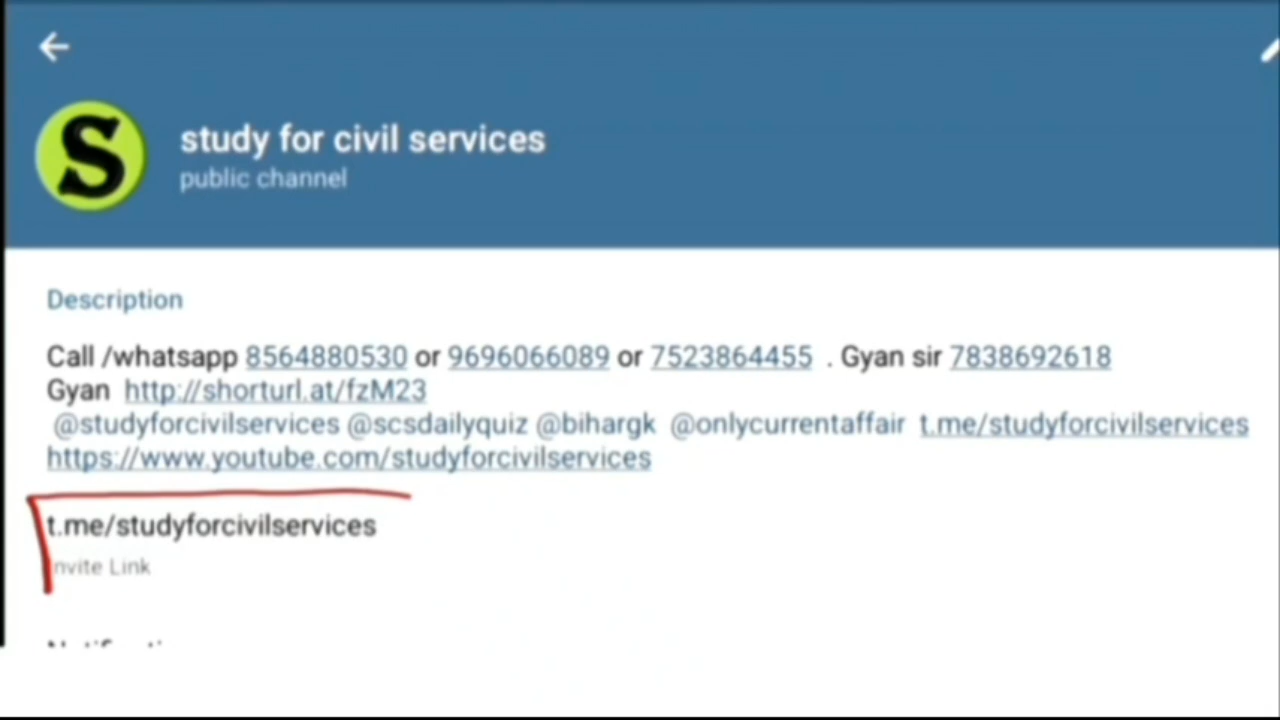 S
study for civil services
public channel
Description
Call /whatsapp 8564880530 or 9696066089 or 7523864455 . Gyan sir 7838692618
Gyan http://shorturl.at/fzM23
@studyforcivilservices @scsdailyquiz @bihargk @onlycurrentaffair t.me/studyforcivilservices
https://www.youtube.com/studyforcivilservices
t.me/studyforcivilservices
nvite Link